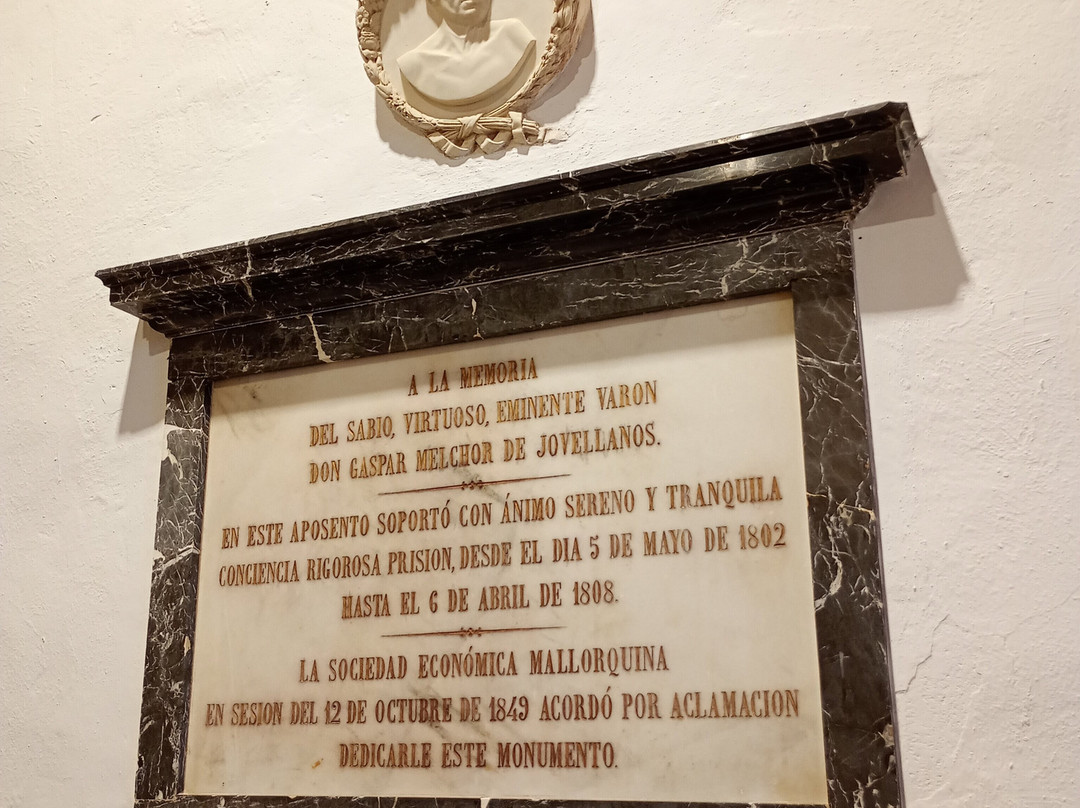 A LA MEMORIA
DEL SABIO, VIRTUOSO, EMINENTE VARON
DON GASPAR MELCHOR DE JOVELLANOS.
EN ESTE APOSENTO SOPORTÓ CON ÁNIMO SERENO Y TRANQUILA
CONCIENCIA RIGOROSA PRISION, DESDE EL DIA 5 DE MAYO DE 1802
HASTA EL 6 DE ABRIL DE 1808.
LA SOCIEDAD ECONÓMICA MALLORQUINA
EN SESION DEL 12 DE OCTUBRE DE 1849 ACORDÓ POR ACLAMACION
DEDICARLE ESTE MONUMENTO.